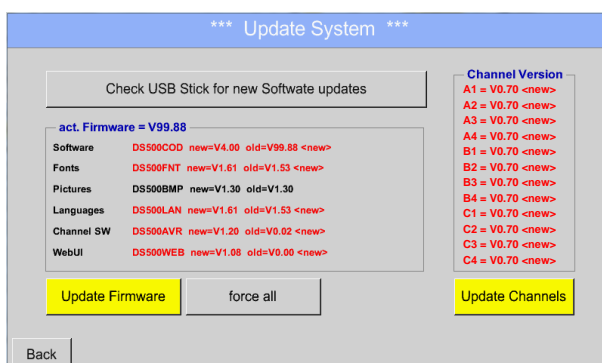 *** Update System ***
Check USB Stick for new Softwate updates
act. Firmware = V99.88
Software DS500COD new=V4.00 old=V99.88 <new>
Fonts DS500FNT new=V1.61 old=V1.53 <new>
Pictures DS500BMP new=V1.30 old=V1.30
Languages DS500LAN new=V1.61 old=V1.53 <new>
Channel SW DS500AVR new=V1.20 old=V0.02 <new>
WebUI DS500WEB new=V1.08 old=V0.00 <new>
Channel Version
A1 = V0.70 <new>
A2 = V0.70 <new>
A3 = V0.70 <new>
A4 = V0.70 <new>
B1 = V0.70 <new>
B2 = V0.70 <new>
B3 = V0.70 <new>
B4 = V0.70 <new>
C1 = V0.70 <new>
C2 = V0.70 <new>
C3 = V0.70 <new>
C4 = V0.70 <new>
Update Firmware
force all
Update Channels
Back